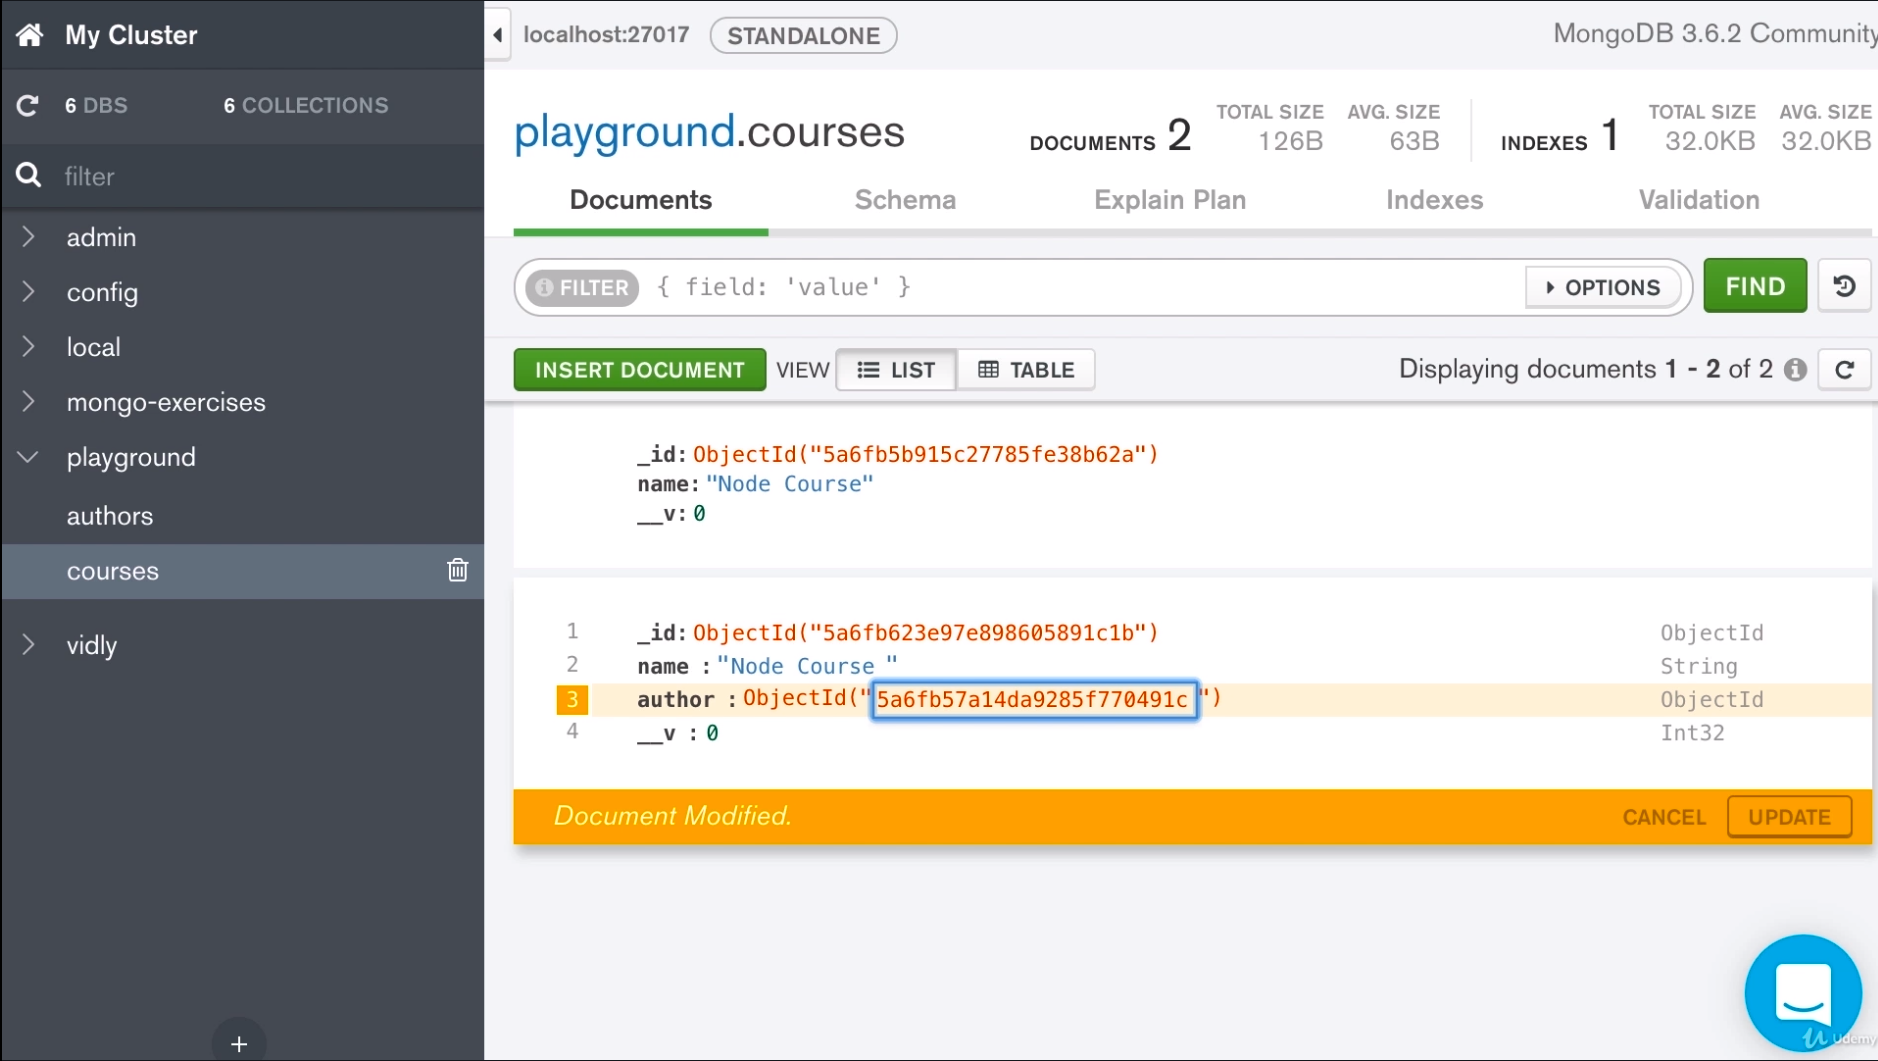 My Cluster
localhost:27017 STANDALONE
MongoDB 3.6.2 Community
6 DBS 6 COLLECTIONS
filter
admin
config
local
mongo-exercises
playground
authors
courses
vidly
+
playground.courses
DOCUMENTS 2
TOTAL SIZE AVG. SIZE
126B 63B
INDEXES 1
TOTAL SIZE AVG. SIZE
32.0KB 32.0KB
Documents Schema Explain Plan Indexes Validation
FILTER { field: 'value' } OPTIONS FIND
INSERT DOCUMENT VIEW LIST TABLE Displaying documents 1 - 2 of 2
_id: ObjectId("5a6fb5b915c27785fe38b62a")
name: "Node Course"
__v: 0
1 _id: ObjectId("5a6fb623e97e898605891c1b") ObjectId
2 name : "Node Course " String
3 author : ObjectId("5a6fb57a14da9285f770491c") ObjectId
4 __v : 0 Int32
Document Modified. CANCEL UPDATE
Udemy